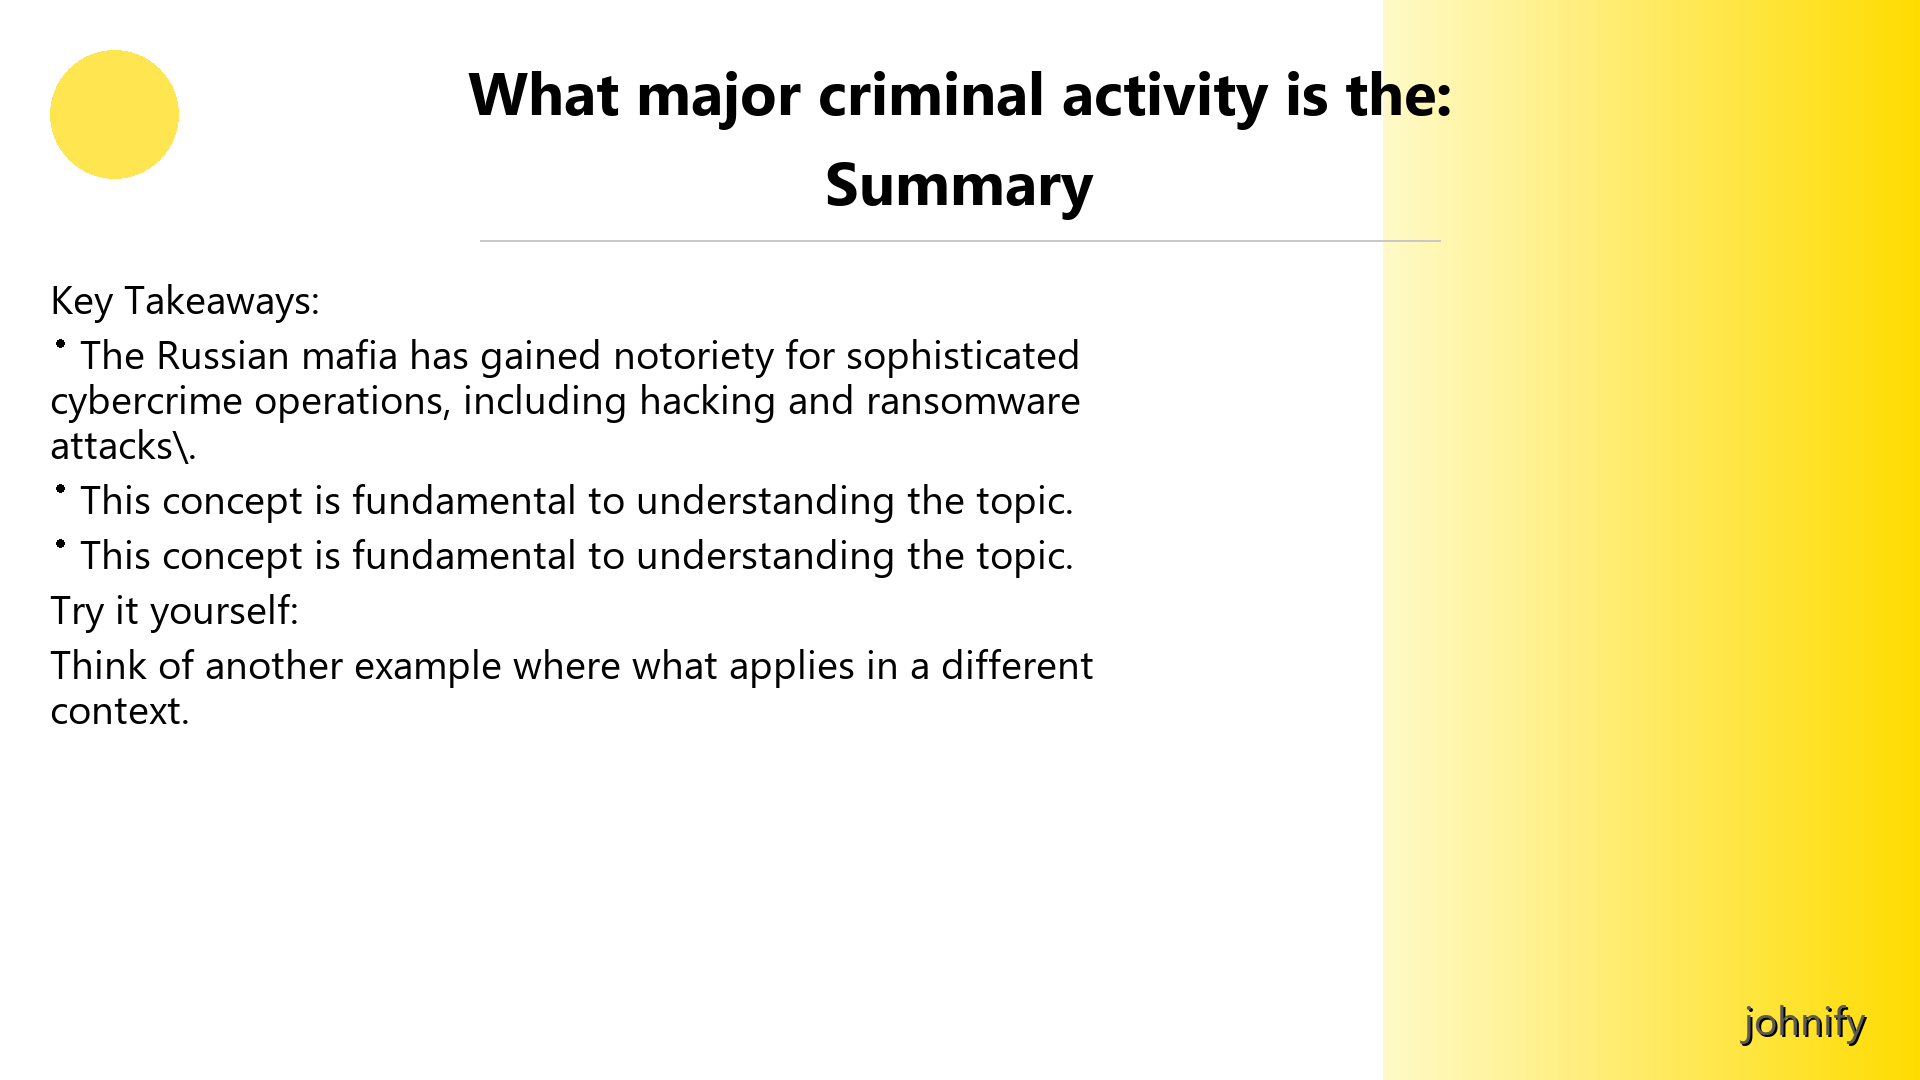 What major criminal activity is the:
Summary
Key Takeaways:
• The Russian mafia has gained notoriety for sophisticated
cybercrime operations, including hacking and ransomware
attacks\.
• This concept is fundamental to understanding the topic.
• This concept is fundamental to understanding the topic.
Try it yourself:
Think of another example where what applies in a different
context.
johnify